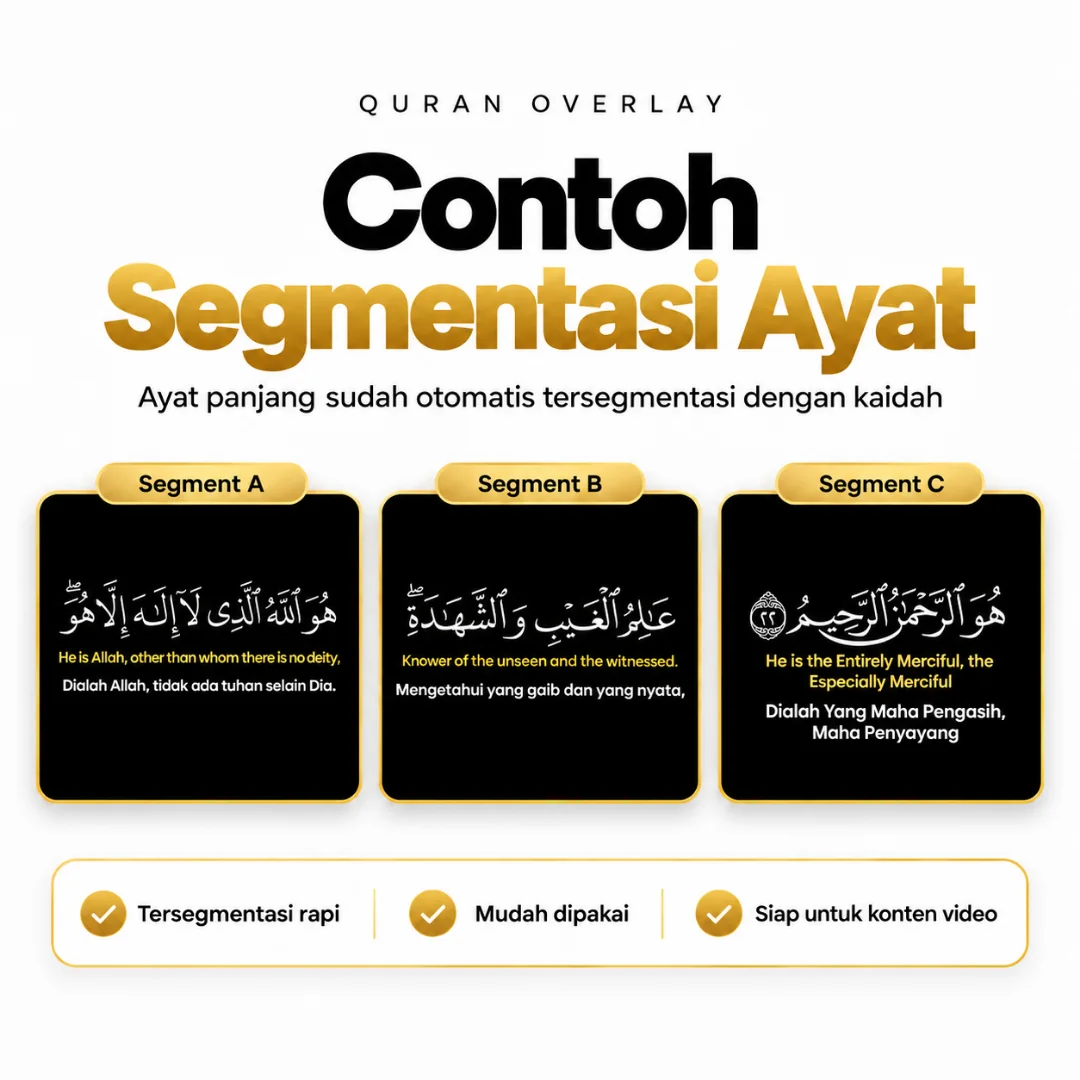 QURAN OVERLAY
Contoh
Segmentasi Ayat
Ayat panjang sudah otomatis tersegmentasi dengan kaidah
Segment A
هُوَ ٱللَّهُ ٱلَّذِى لَآ إِلَـٰهَ إِلَّا هُوَ ۖ
He is Allah, other than whom there is no deity,
Dialah Allah, tidak ada tuhan selain Dia.
Segment B
عَـٰلِمُ ٱلْغَيْبِ وَٱلشَّهَـٰدَةِ ۖ
Knower of the unseen and the witnessed.
Mengetahui yang gaib dan yang nyata,
Segment C
هُوَ ٱلرَّحْمَـٰنُ ٱلرَّحِيمُ ٢٢
He is the Entirely Merciful, the
Especially Merciful
Dialah Yang Maha Pengasih,
Maha Penyayang
Tersegmentasi rapi
Mudah dipakai
Siap untuk konten video